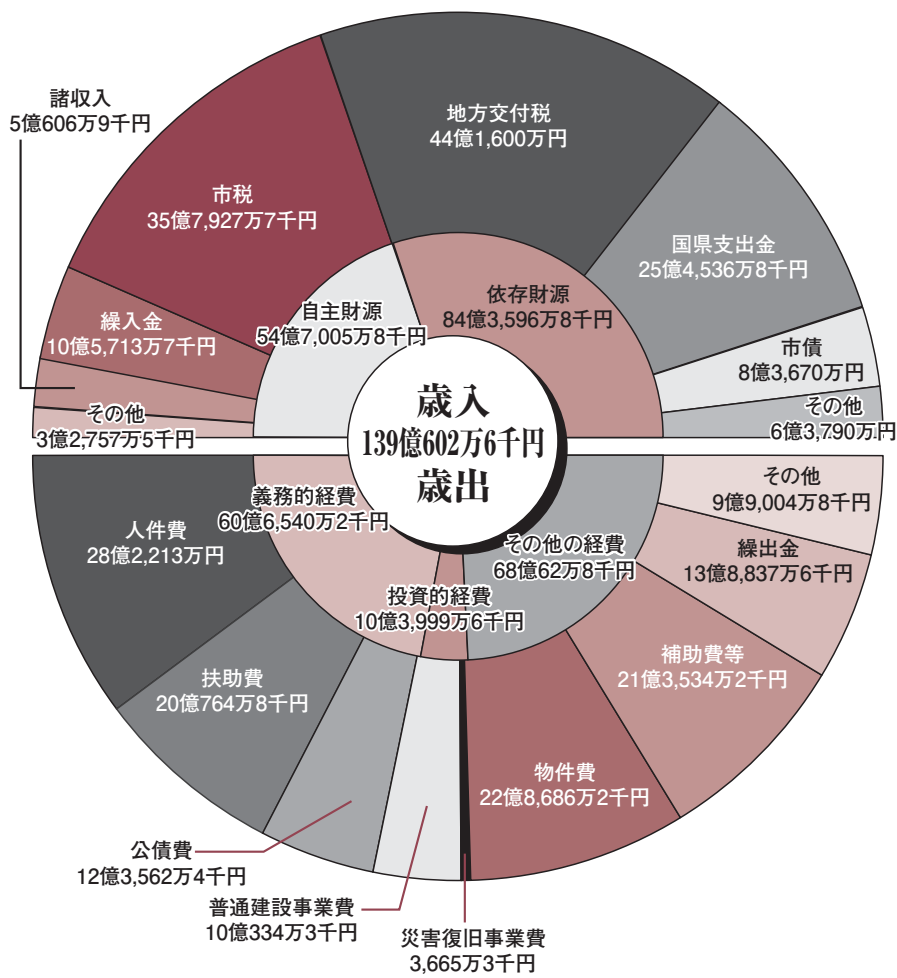 諸収入
5億606万9千円
市税
35億7,927万7千円
地方交付税
44億1,600万円
国県支出金
25億4,536万8千円
繰入金
10億5,713万7千円
自主財源
54億7,005万8千円
依存財源
84億3,596万8千円
市債
8億3,670万円
その他
3億2,757万5千円
その他
6億3,790万円
歳入
139億602万6千円
歳出
人件費
28億2,213万円
義務的経費
60億6,540万2千円
その他
9億9,004万8千円
その他の経費
68億62万8千円
繰出金
13億8,837万6千円
投資的経費
10億3,999万6千円
扶助費
20億764万8千円
補助費等
21億3,534万2千円
物件費
22億8,686万2千円
公債費
12億3,562万4千円
普通建設事業費
10億334万3千円
災害復旧事業費
3,665万3千円